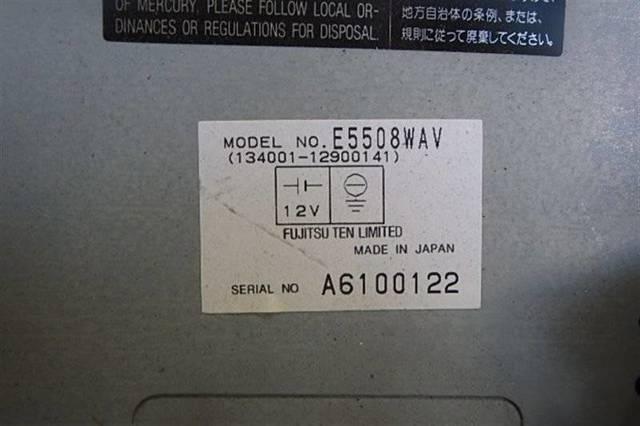 OF MERCURY, PLEASE FOLLOW LOCAL OR-
DINANCES OR REGULATIONS FOR DISPOSAL.
地方自治体の条例、または、
規則に従って廃棄してください。
MODEL NO. E5508WAV
(134001-12900141)
12V
FUJITSU TEN LIMITED
MADE IN JAPAN
SERIAL NO A6100122